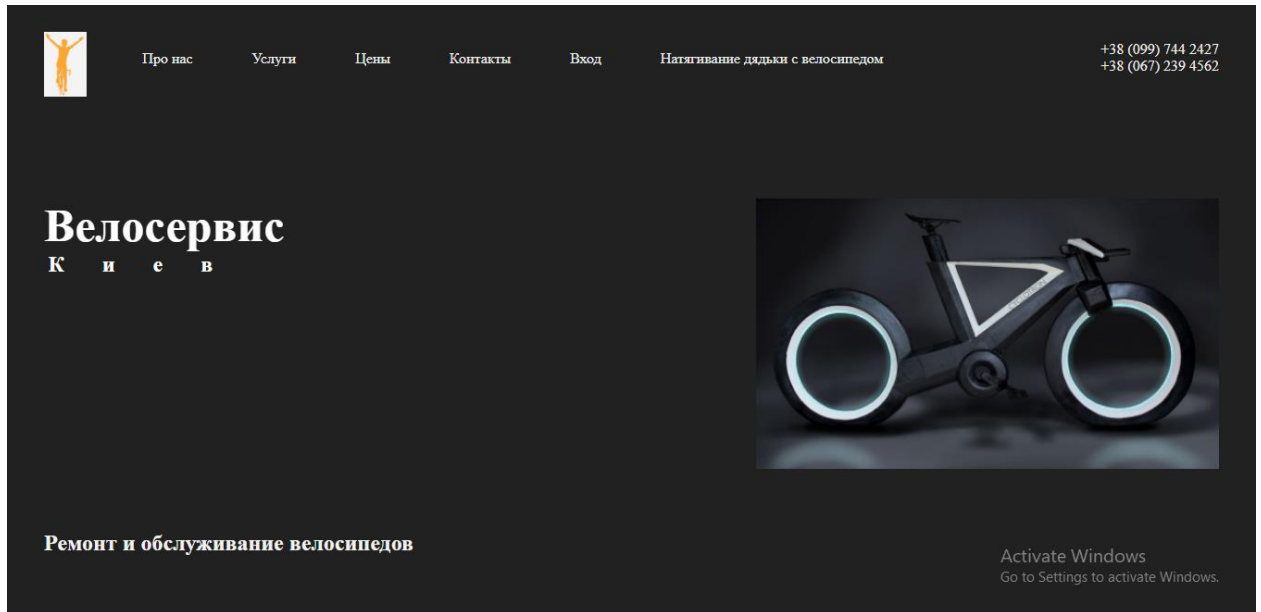 Про нас Услуги Цены Контакты Вход Натягивание дядьки с велосипедом
+38 (099) 744 2427
+38 (067) 239 4562
Велосервис
К и е в
Ремонт и обслуживание велосипедов
Activate Windows
Go to Settings to activate Windows.